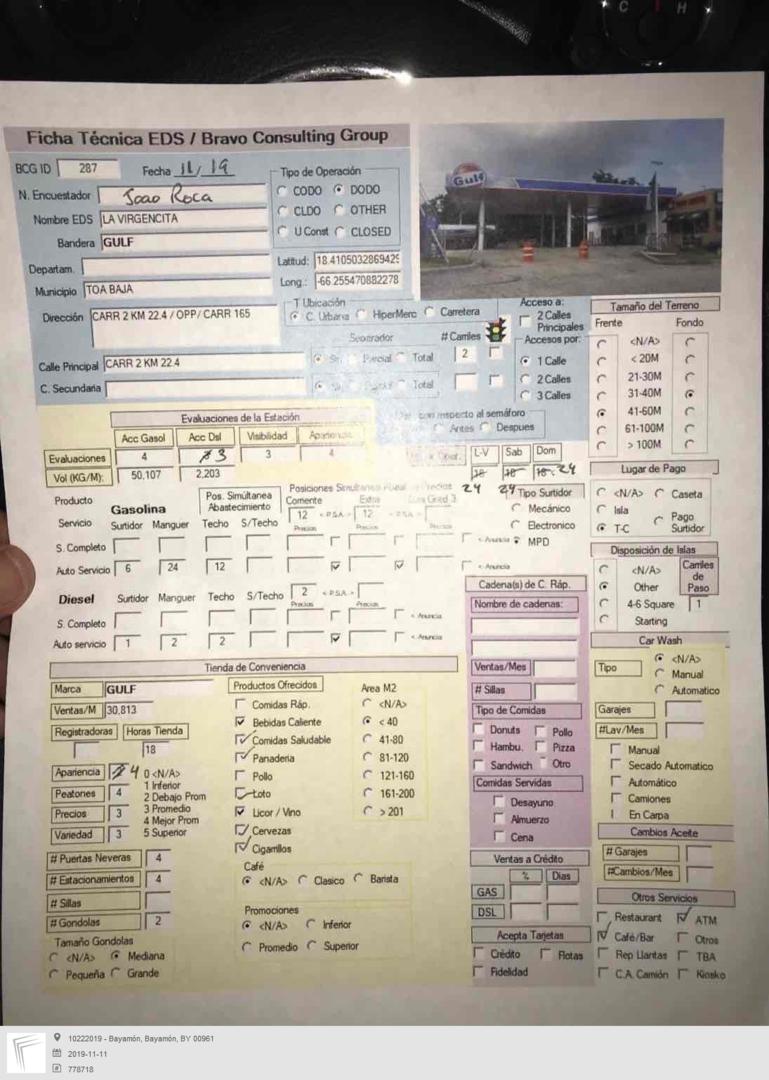 C H
Ficha Técnica EDS / Bravo Consulting Group
BCG ID 287 Fecha 11/19
Tipo de Operación
N. Encuestador Joao Roca
CODO DODO
Nombre EDS LA VIRGENCITA
CLDO OTHER
Bandera GULF
U Const CLOSED
Gulf
Departam.
Latitud: 18.4105032869425
Municipio TOA BAJA
Long.: -66.255470882278
Dirección CARR 2 KM 22.4 / OPP/ CARR 165
T Ubicación
C. Urbana HiperMerc Carretera
Separador # Carriles
Parcial Total 2
Calle Principal CARR 2 KM 22.4
C. Secundaria
Total
Acceso a:
2 Calles Principales
Accesos por:
1 Calle
2 Calles
3 Calles
con respecto al semáforo
Antes Despues
Tamaño del Terreno
Frente Fondo
<N/A>
< 20M
21-30M
31-40M
41-60M
61-100M
> 100M
Evaluaciones de la Estación
Acc Gasol Acc Dsl Visibilidad Apariencia
Evaluaciones 4 3 3 4
Vol (KG/M): 50,107 2,203
L-V Sab Dom
18 18 18 24
24 24
Lugar de Pago
<N/A> Caseta
Isla
T-C Pago Surtidor
Producto Gasolina
Pos. Simúltanea Abastecimiento
Posiciones Simultanea
Corriente Extra
12 < P.S.A. > 12
Precios Precios Precios
Servicio Surtidor Manguer Techo S/Techo
S. Completo < Anuncia
Auto Servicio 6 24 12 < Anuncia
Tipo Surtidor
Mecánico
Electronico
MPD
Disposición de Islas
<N/A>
Other
4-6 Square
Starting
Carriles de Paso
1
Diesel Surtidor Manguer Techo S/Techo
2 < P.S.A. >
Precios Precios
S. Completo < Anuncia
Auto servicio 1 2 2 < Anuncia
Cadena(s) de C. Ráp.
Nombre de cadenas:
Ventas/Mes
# Sillas
Tipo de Comidas
Donuts Pollo
Hambu. Pizza
Sandwich Otro
Comidas Servidas
Desayuno
Almuerzo
Cena
Ventas a Crédito
% Dias
GAS
DSL
Acepta Tarjetas
Crédito Flotas
Fidelidad
Car Wash
Tipo
<N/A>
Manual
Automatico
Garajes
#Lav/Mes
Manual
Secado Automatico
Automático
Camiones
En Carpa
Cambios Aceite
# Garajes
#Cambios/Mes
Otros Servicios
Restaurant ATM
Café/Bar Otros
Rep Llantas TBA
C.A. Camión Kiosko
Tienda de Conveniencia
Marca GULF
Ventas/M 30,813
Registradoras Horas Tienda
18
Apariencia 4
Peatones 4
Precios 3
Variedad 3
0 <N/A>
1 Inferior
2 Debajo Prom
3 Promedio
4 Mejor Prom
5 Superior
# Puertas Neveras 4
# Estacionamientos 4
# Sillas
# Gondolas 2
Tamaño Gondolas
<N/A> Mediana
Pequeña Grande
Productos Ofrecidos
Comidas Ráp.
Bebidas Caliente
Comidas Saludable
Panaderia
Pollo
Loto
Licor / Vino
Cervezas
Cigarrillos
Area M2
<N/A>
< 40
41-80
81-120
121-160
161-200
> 201
Café
<N/A> Clasico Barista
Promociones
<N/A> Inferior
Promedio Superior
10222019 - Bayamón, Bayamón, BY 00961
2019-11-11
778718